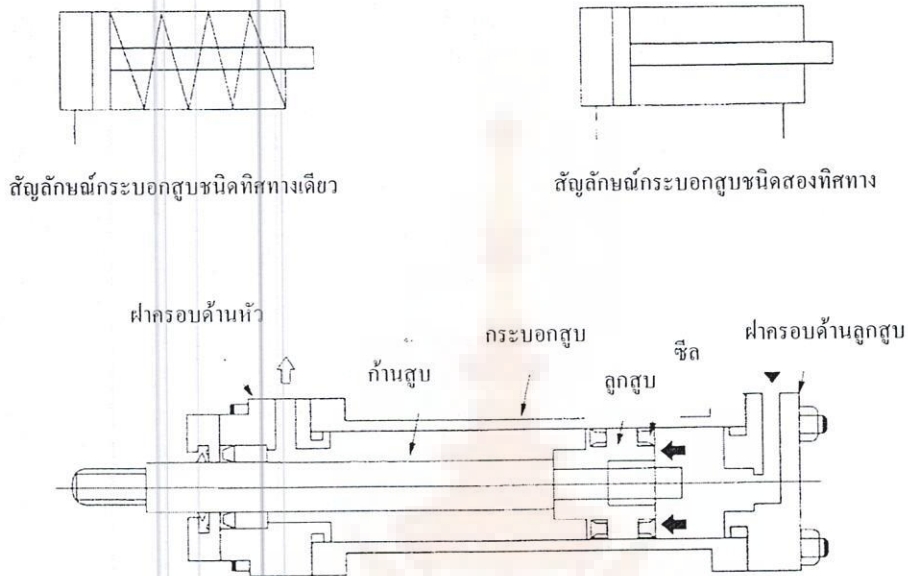 สัญลักษณ์กระบอกสูบชนิดทิศทางเดียว
สัญลักษณ์กระบอกสูบชนิดสองทิศทาง
ฝาครอบด้านหัว
ก้านสูบ
กระบอกสูบ
ลูกสูบ
ซีล
ฝาครอบด้านลูกสูบ